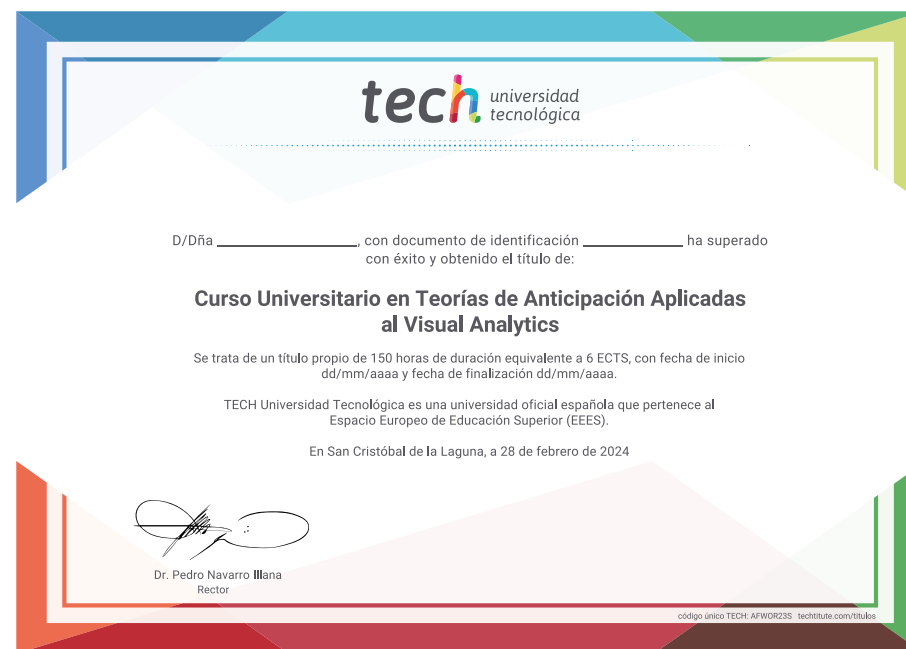 tech universidad
tecnológica
D/Dña ____________________, con documento de identificación ______________ ha superado
con éxito y obtenido el título de:
Curso Universitario en Teorías de Anticipación Aplicadas
al Visual Analytics
Se trata de un título propio de 150 horas de duración equivalente a 6 ECTS, con fecha de inicio
dd/mm/aaaa y fecha de finalización dd/mm/aaaa.
TECH Universidad Tecnológica es una universidad oficial española que pertenece al
Espacio Europeo de Educación Superior (EEES).
En San Cristóbal de la Laguna, a 28 de febrero de 2024
Dr. Pedro Navarro Illana
Rector
código único TECH: AFWOR23S techtitute.com/titulos